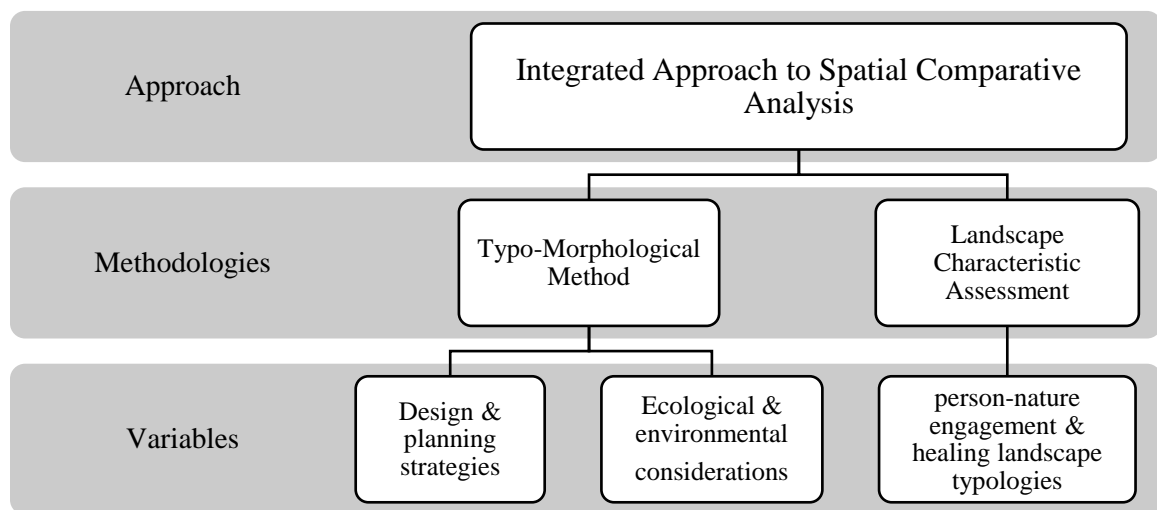 Approach
Integrated Approach to Spatial Comparative
Analysis
Methodologies
Typo-Morphological
Method
Landscape
Characteristic
Assessment
Variables
Design &
planning
strategies
Ecological &
environmental
considerations
person-nature
engagement &
healing landscape
typologies